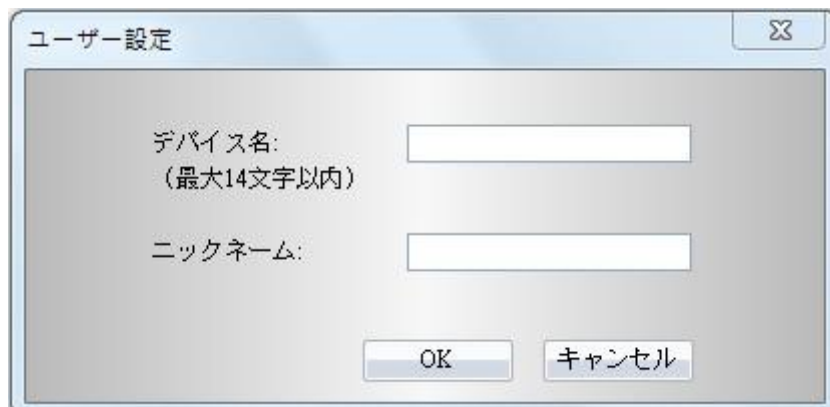 ユーザー設定
デバイス名:
（最大14文字以内）
ニックネーム:
OK
キャンセル